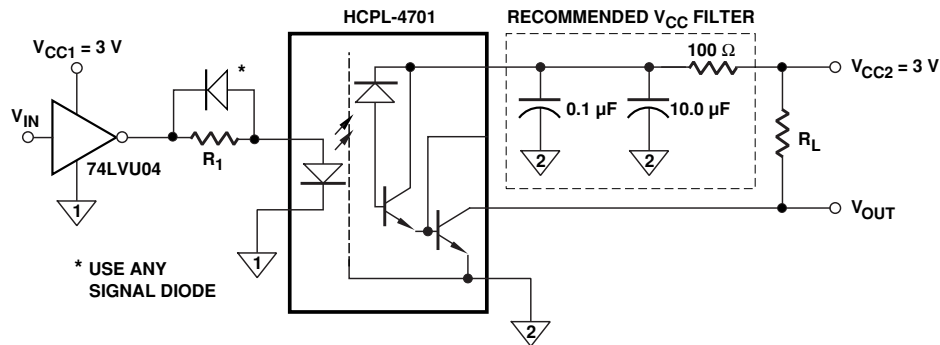 HCPL-4701
RECOMMENDED V_CC FILTER
V_CC1 = 3 V
*
100 Ω
V_CC2 = 3 V
V_IN
0.1 µF
10.0 µF
R_L
74LVU04
R_1
2
2
1
V_OUT
1
* USE ANY
SIGNAL DIODE
2